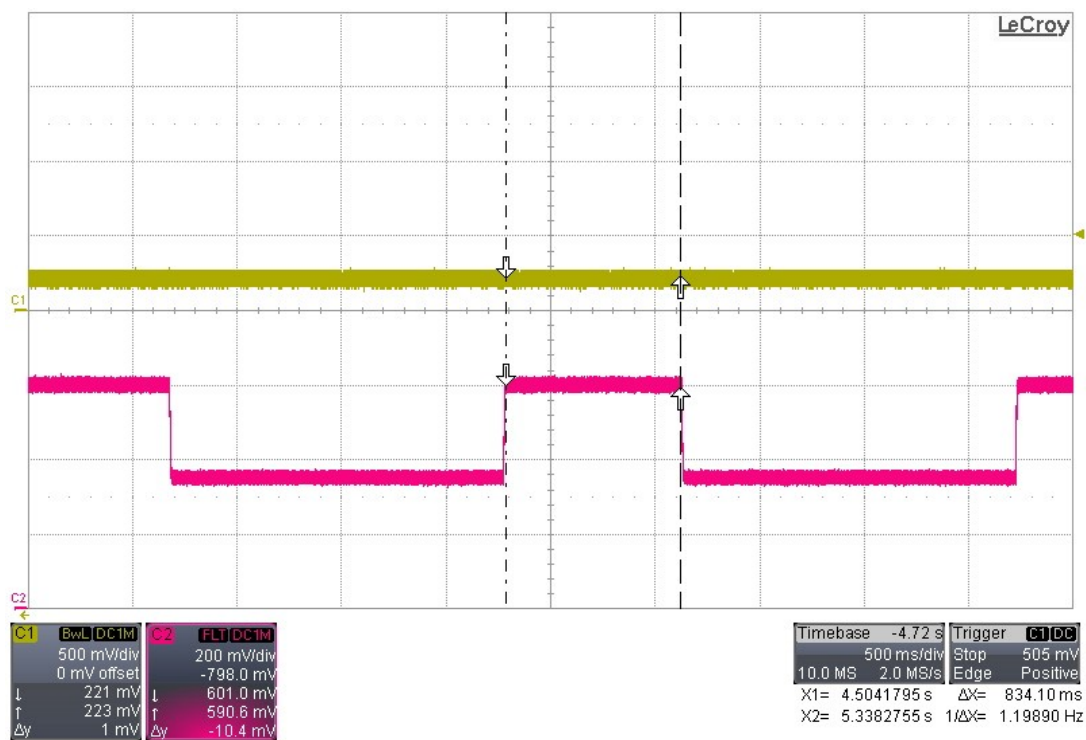 LeCroy
C1
C2
C1 BwL DC1M
500 mV/div
0 mV offset
↓ 221 mV
↑ 223 mV
Δy 1 mV
C2 FLT DC1M
200 mV/div
-798.0 mV
↓ 601.0 mV
↑ 590.6 mV
Δy -10.4 mV
Timebase -4.72 s
500 ms/div
10.0 MS 2.0 MS/s
Trigger C1 DC
Stop 505 mV
Edge Positive
X1= 4.5041795 s ΔX= 834.10 ms
X2= 5.3382755 s 1/ΔX= 1.19890 Hz